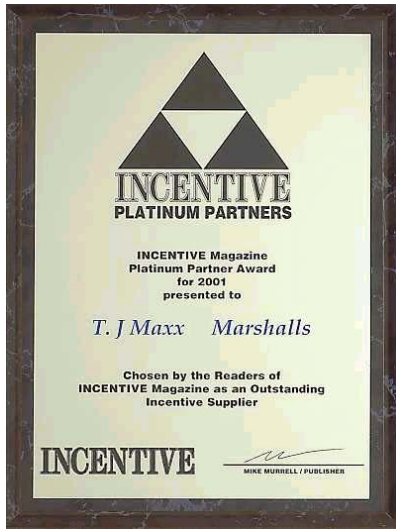 INCENTIVE
PLATINUM PARTNERS
INCENTIVE Magazine
Platinum Partner Award
for 2001
presented to
T. J Maxx Marshalls
Chosen by the Readers of
INCENTIVE Magazine as an Outstanding
Incentive Supplier
INCENTIVE
MIKE MURRELL / PUBLISHER